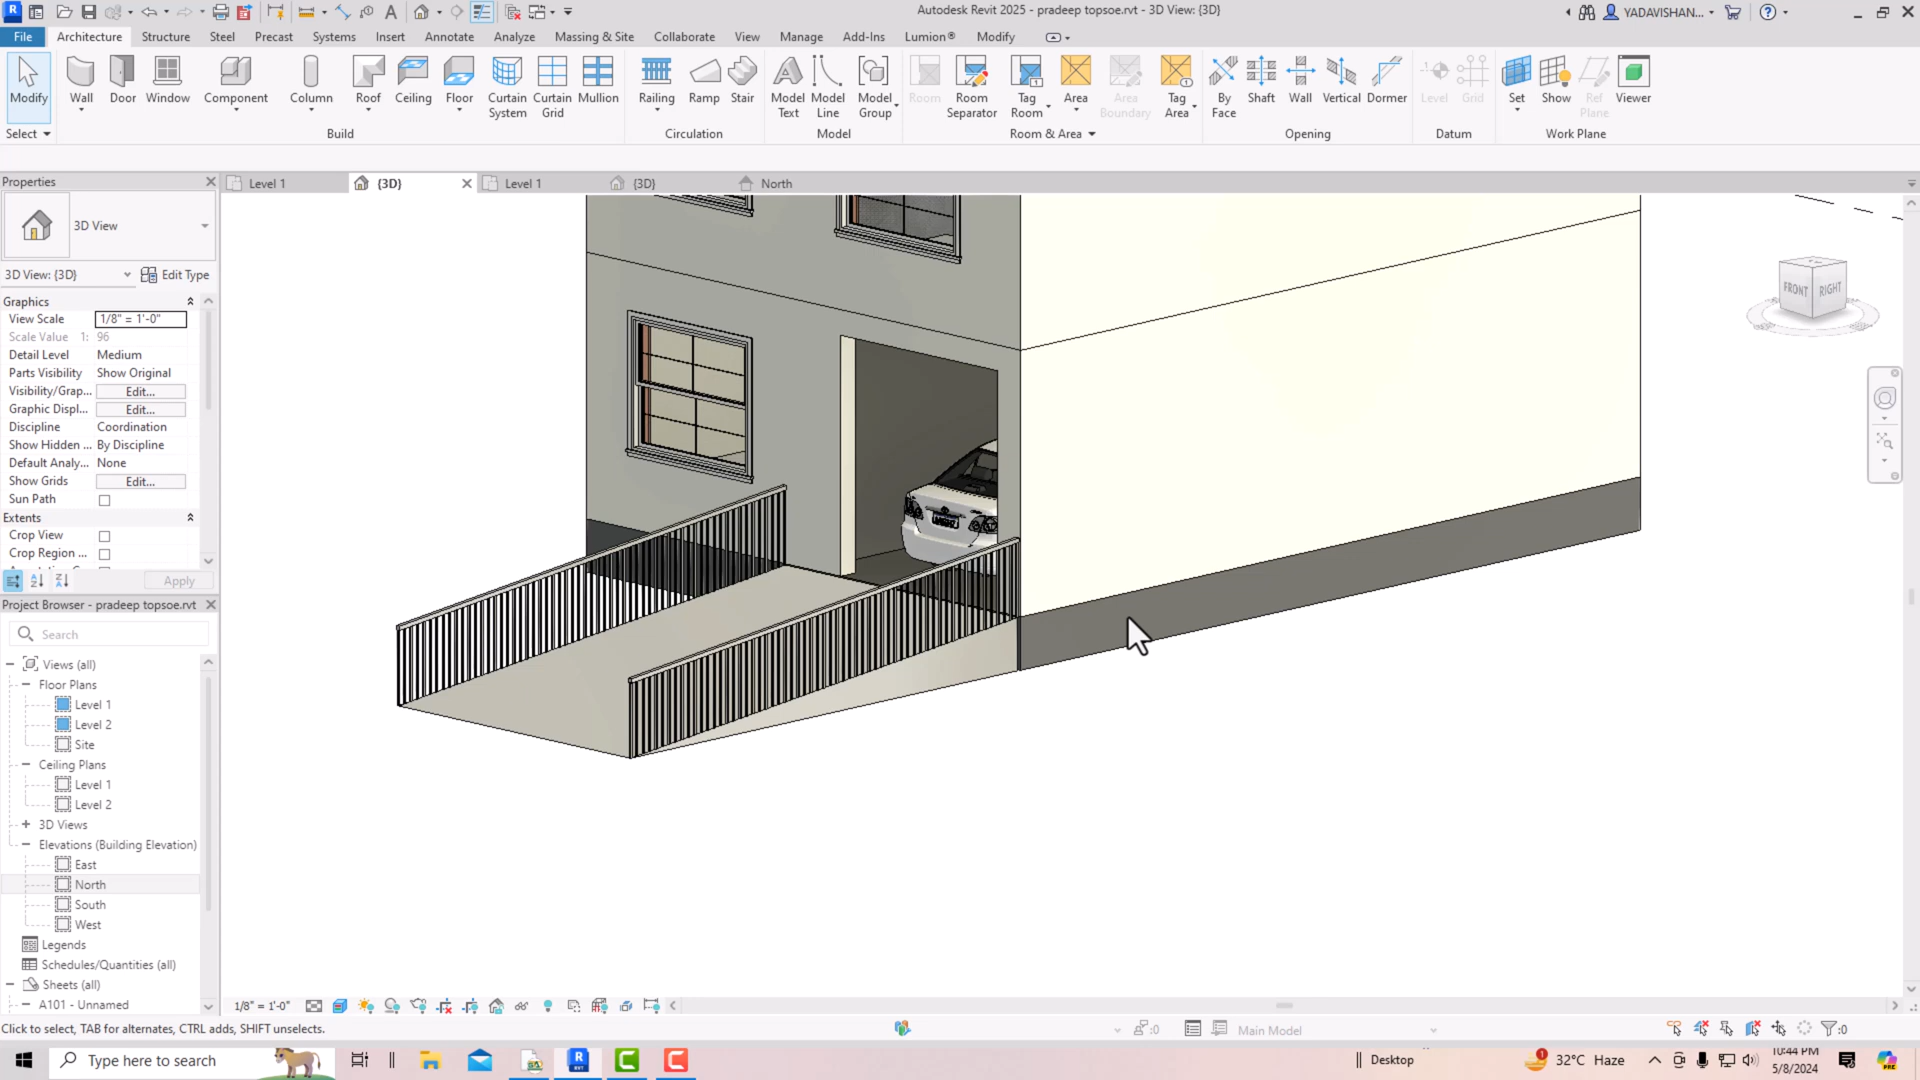 Autodesk Revit 2025 - pradeep topsoe.rvt - 3D View: {3D}
YADAVISHAN...
File Architecture Structure Steel Precast Systems Insert Annotate Analyze Massing & Site Collaborate View Manage Add-Ins Lumion® Modify
Modify Wall Door Window Component Column Roof Ceiling Floor Curtain System Curtain Grid Mullion Railing Ramp Stair Model Text Model Line Model Group Room Room Separator Tag Room Area Area Boundary Tag Area By Face Shaft Wall Vertical Dormer Level Grid Set Show Ref Plane Viewer
Select Build Circulation Model Room & Area Opening Datum Work Plane
Properties
Level 1 {3D} Level 1 {3D} North
3D View
3D View: {3D} Edit Type
Graphics
View Scale 1/8" = 1'-0"
Scale Value 1: 96
Detail Level Medium
Parts Visibility Show Original
Visibility/Grap... Edit...
Graphic Displ... Edit...
Discipline Coordination
Show Hidden ... By Discipline
Default Analy... None
Show Grids Edit...
Sun Path
Extents
Crop View
Crop Region ...
Apply
FRONT RIGHT
Project Browser - pradeep topsoe.rvt
Search
Views (all)
Floor Plans
Level 1
Level 2
Site
Ceiling Plans
Level 1
Level 2
3D Views
Elevations (Building Elevation)
East
North
South
West
Legends
Schedules/Quantities (all)
Sheets (all)
A101 - Unnamed
1/8" = 1'-0"
Click to select, TAB for alternates, CTRL adds, SHIFT unselects.
:0 Main Model :0
Type here to search
Desktop
32°C Haze
10:44 PM
5/8/2024